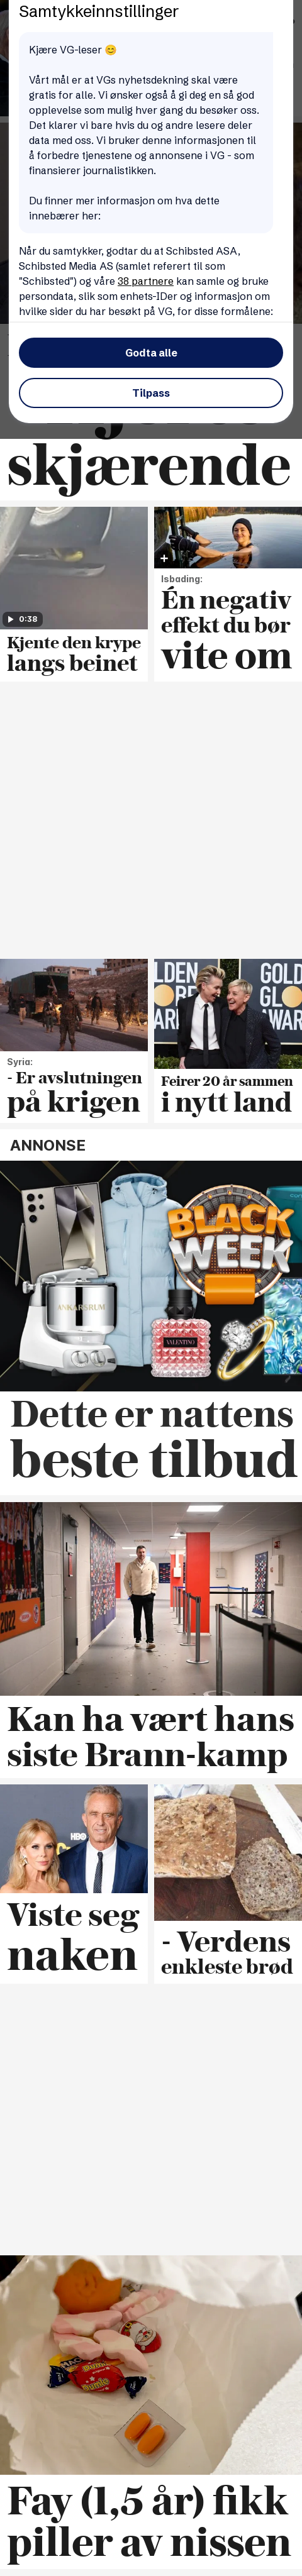 Samtykkeinnstillinger
Kjære VG-leser 😊
Vårt mål er at VGs nyhetsdekning skal være
gratis for alle. Vi ønsker også å gi deg en så god
opplevelse som mulig hver gang du besøker oss.
Det klarer vi bare hvis du og andre lesere deler
data med oss. Vi bruker denne informasjonen til
å forbedre tjenestene og annonsene i VG - som
finansierer journalistikken.
Du finner mer informasjon om hva dette
innebærer her:
Når du samtykker, godtar du at Schibsted ASA,
Schibsted Media AS (samlet referert til som
"Schibsted") og våre 38 partnere kan samle og bruke
persondata, slik som enhets-IDer og informasjon om
hvilke sider du har besøkt på VG, for disse formålene:
Godta alle
Tilpass
skjærende
0:38
Kjente den krype
langs beinet
+
Isbading:
Én negativ
effekt du bør
vite om
Syria:
- Er avslutningen
på krigen
GOLDEN
GLOBE
AWARD
Feirer 20 år sammen
i nytt land
ANNONSE
BLACK
WEEK
ANKARSRUM
VALENTINO
Dette er nattens
beste tilbud
2022
Kan ha vært hans
siste Brann-kamp
HBO
Viste seg
naken
- Verdens
enkleste brød
Fay (1,5 år) fikk
piller av nissen